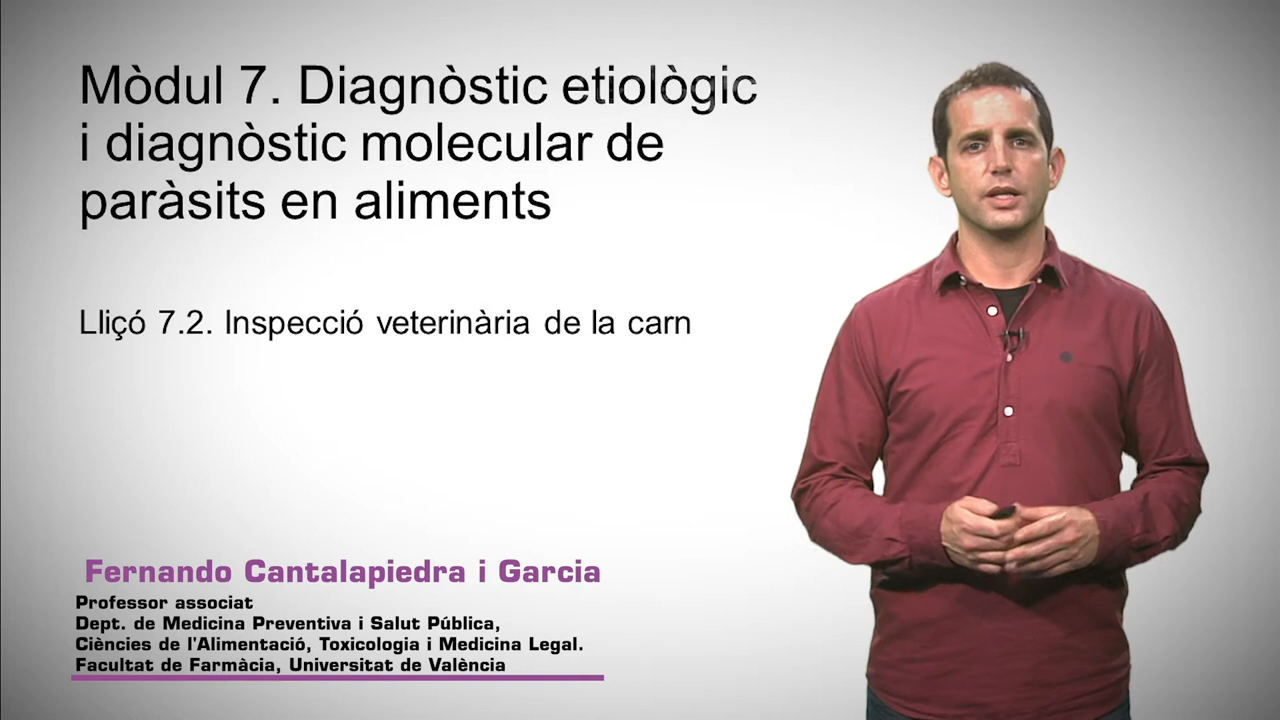 Mòdul 7. Diagnòstic etiològic
i diagnòstic molecular de
paràsits en aliments
Lliçó 7.2. Inspecció veterinària de la carn
Fernando Cantalapiedra i Garcia
Professor associat
Dept. de Medicina Preventiva i Salut Pública,
Ciències de l'Alimentació, Toxicologia i Medicina Legal.
Facultat de Farmàcia, Universitat de València